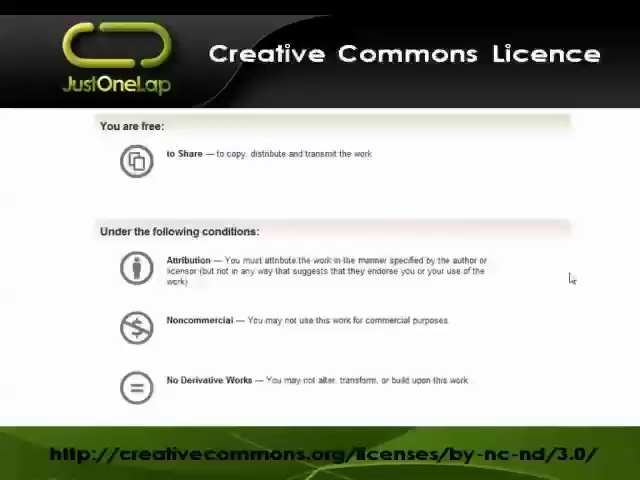 JustOneLap
Creative Commons Licence
You are free:
to Share — to copy, distribute and transmit the work
Under the following conditions:
Attribution — You must attribute the work in the manner specified by the author or
licensor (but not in any way that suggests that they endorse you or your use of the
work)
Noncommercial — You may not use this work for commercial purposes
No Derivative Works — You may not alter, transform, or build upon this work
http://creativecommons.org/licenses/by-nc-nd/3.0/